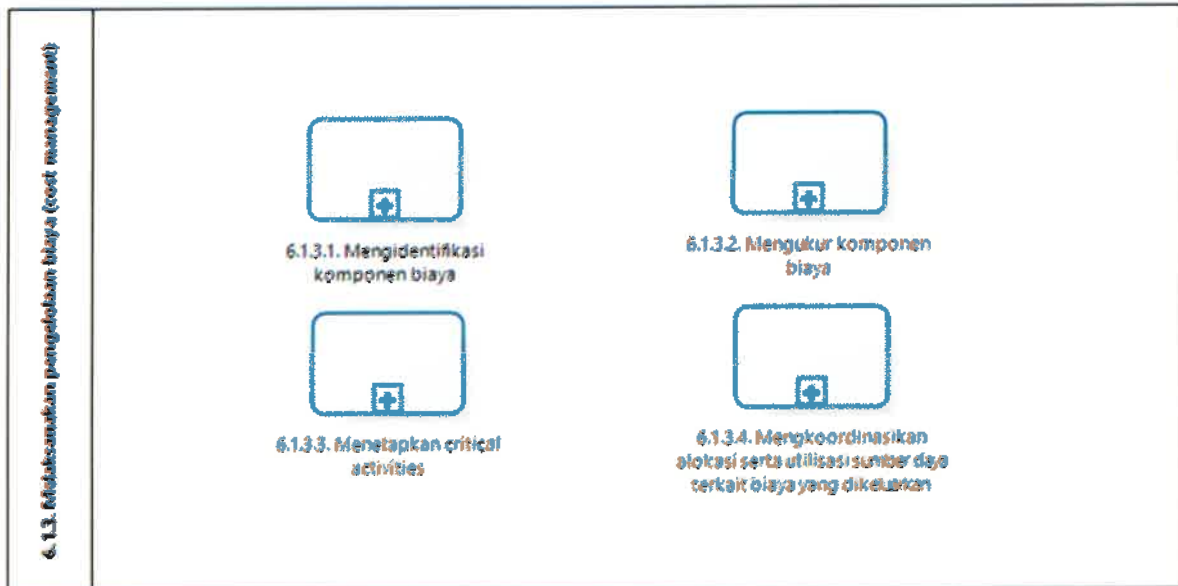 6.1.3. Melaksanakan pengelolaan biaya (cost management)
6.1.3.1. Mengidentifikasi
komponen biaya
6.1.3.2. Mengukur komponen
biaya
6.1.3.3. Menetapkan critical
activities
6.1.3.4. Mengkoordinasikan
alokasi serta utilisasi sumber daya
terkait biaya yang dikeluarkan